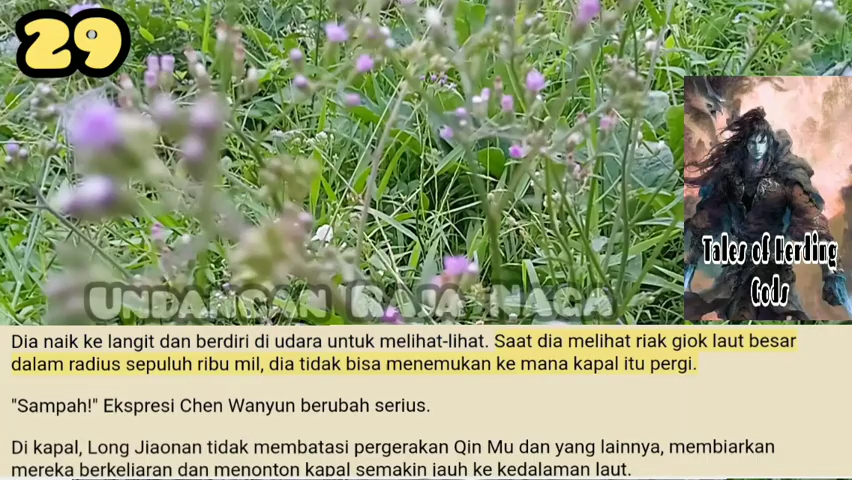 29
Tales of Herding
Gods
UNDANGAN RAJA NAGA
Dia naik ke langit dan berdiri di udara untuk melihat-lihat. Saat dia melihat riak giok laut besar
dalam radius sepuluh ribu mil, dia tidak bisa menemukan ke mana kapal itu pergi.
"Sampah!" Ekspresi Chen Wanyun berubah serius.
Di kapal, Long Jiaonan tidak membatasi pergerakan Qin Mu dan yang lainnya, membiarkan
mereka berkeliaran dan menonton kapal semakin jauh ke kedalaman laut.